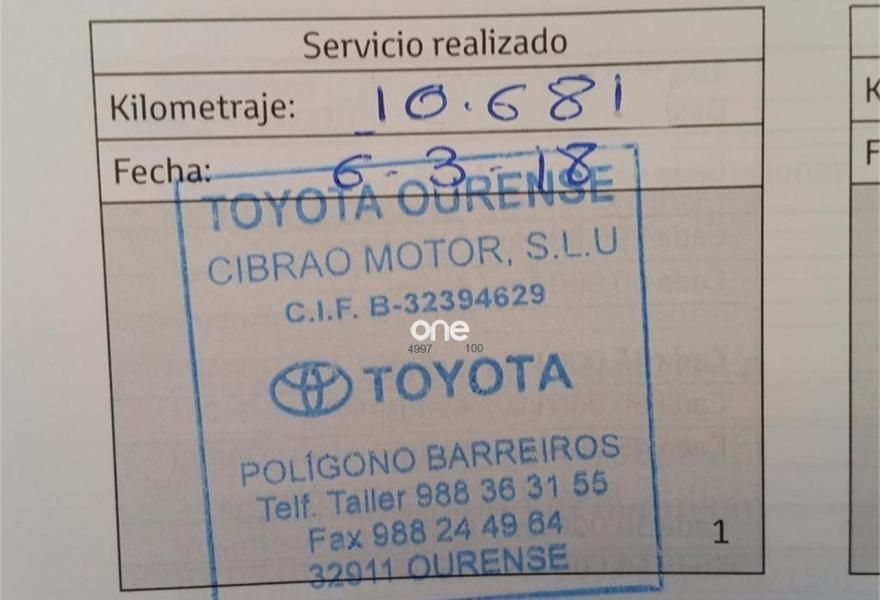 Servicio realizado
Kilometraje: 10.681
Fecha: 6-3-18
TOYOTA OURENSE
CIBRAO MOTOR, S.L.U
C.I.F. B-32394629
one
4997 100
TOYOTA
POLÍGONO BARREIROS
Telf. Taller 988 36 31 55
Fax 988 24 49 64
32911 OURENSE
1
K
F